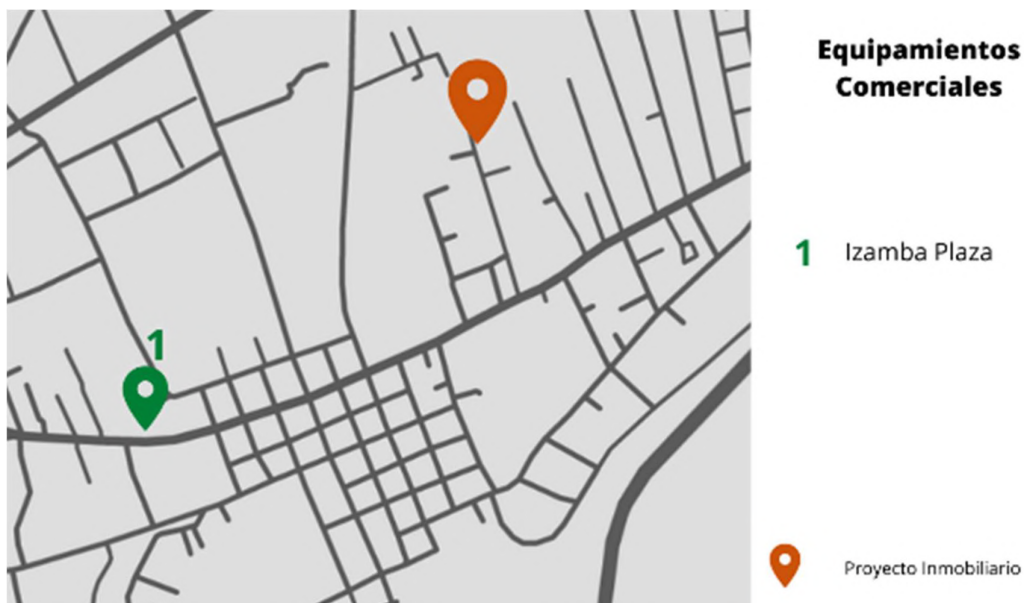 Equipamientos
Comerciales
1
1 Izamba Plaza
Proyecto Inmobiliario